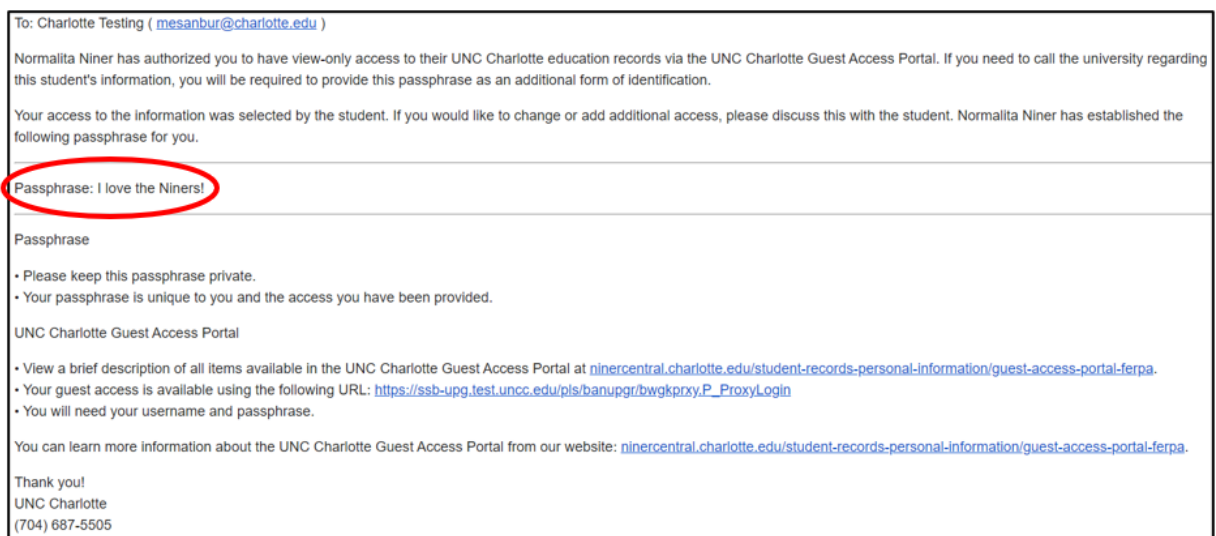 To: Charlotte Testing ( mesanbur@charlotte.edu )
Normalita Niner has authorized you to have view-only access to their UNC Charlotte education records via the UNC Charlotte Guest Access Portal. If you need to call the university regarding
this student's information, you will be required to provide this passphrase as an additional form of identification.
Your access to the information was selected by the student. If you would like to change or add additional access, please discuss this with the student. Normalita Niner has established the
following passphrase for you.
Passphrase: I love the Niners!
Passphrase
• Please keep this passphrase private.
• Your passphrase is unique to you and the access you have been provided.
UNC Charlotte Guest Access Portal
• View a brief description of all items available in the UNC Charlotte Guest Access Portal at ninercentral.charlotte.edu/student-records-personal-information/guest-access-portal-ferpa.
• Your guest access is available using the following URL: https://ssb-upg.test.uncc.edu/pls/banupgr/bwgkprxy.P_ProxyLogin
• You will need your username and passphrase.
You can learn more information about the UNC Charlotte Guest Access Portal from our website: ninercentral.charlotte.edu/student-records-personal-information/guest-access-portal-ferpa.
Thank you!
UNC Charlotte
(704) 687-5505